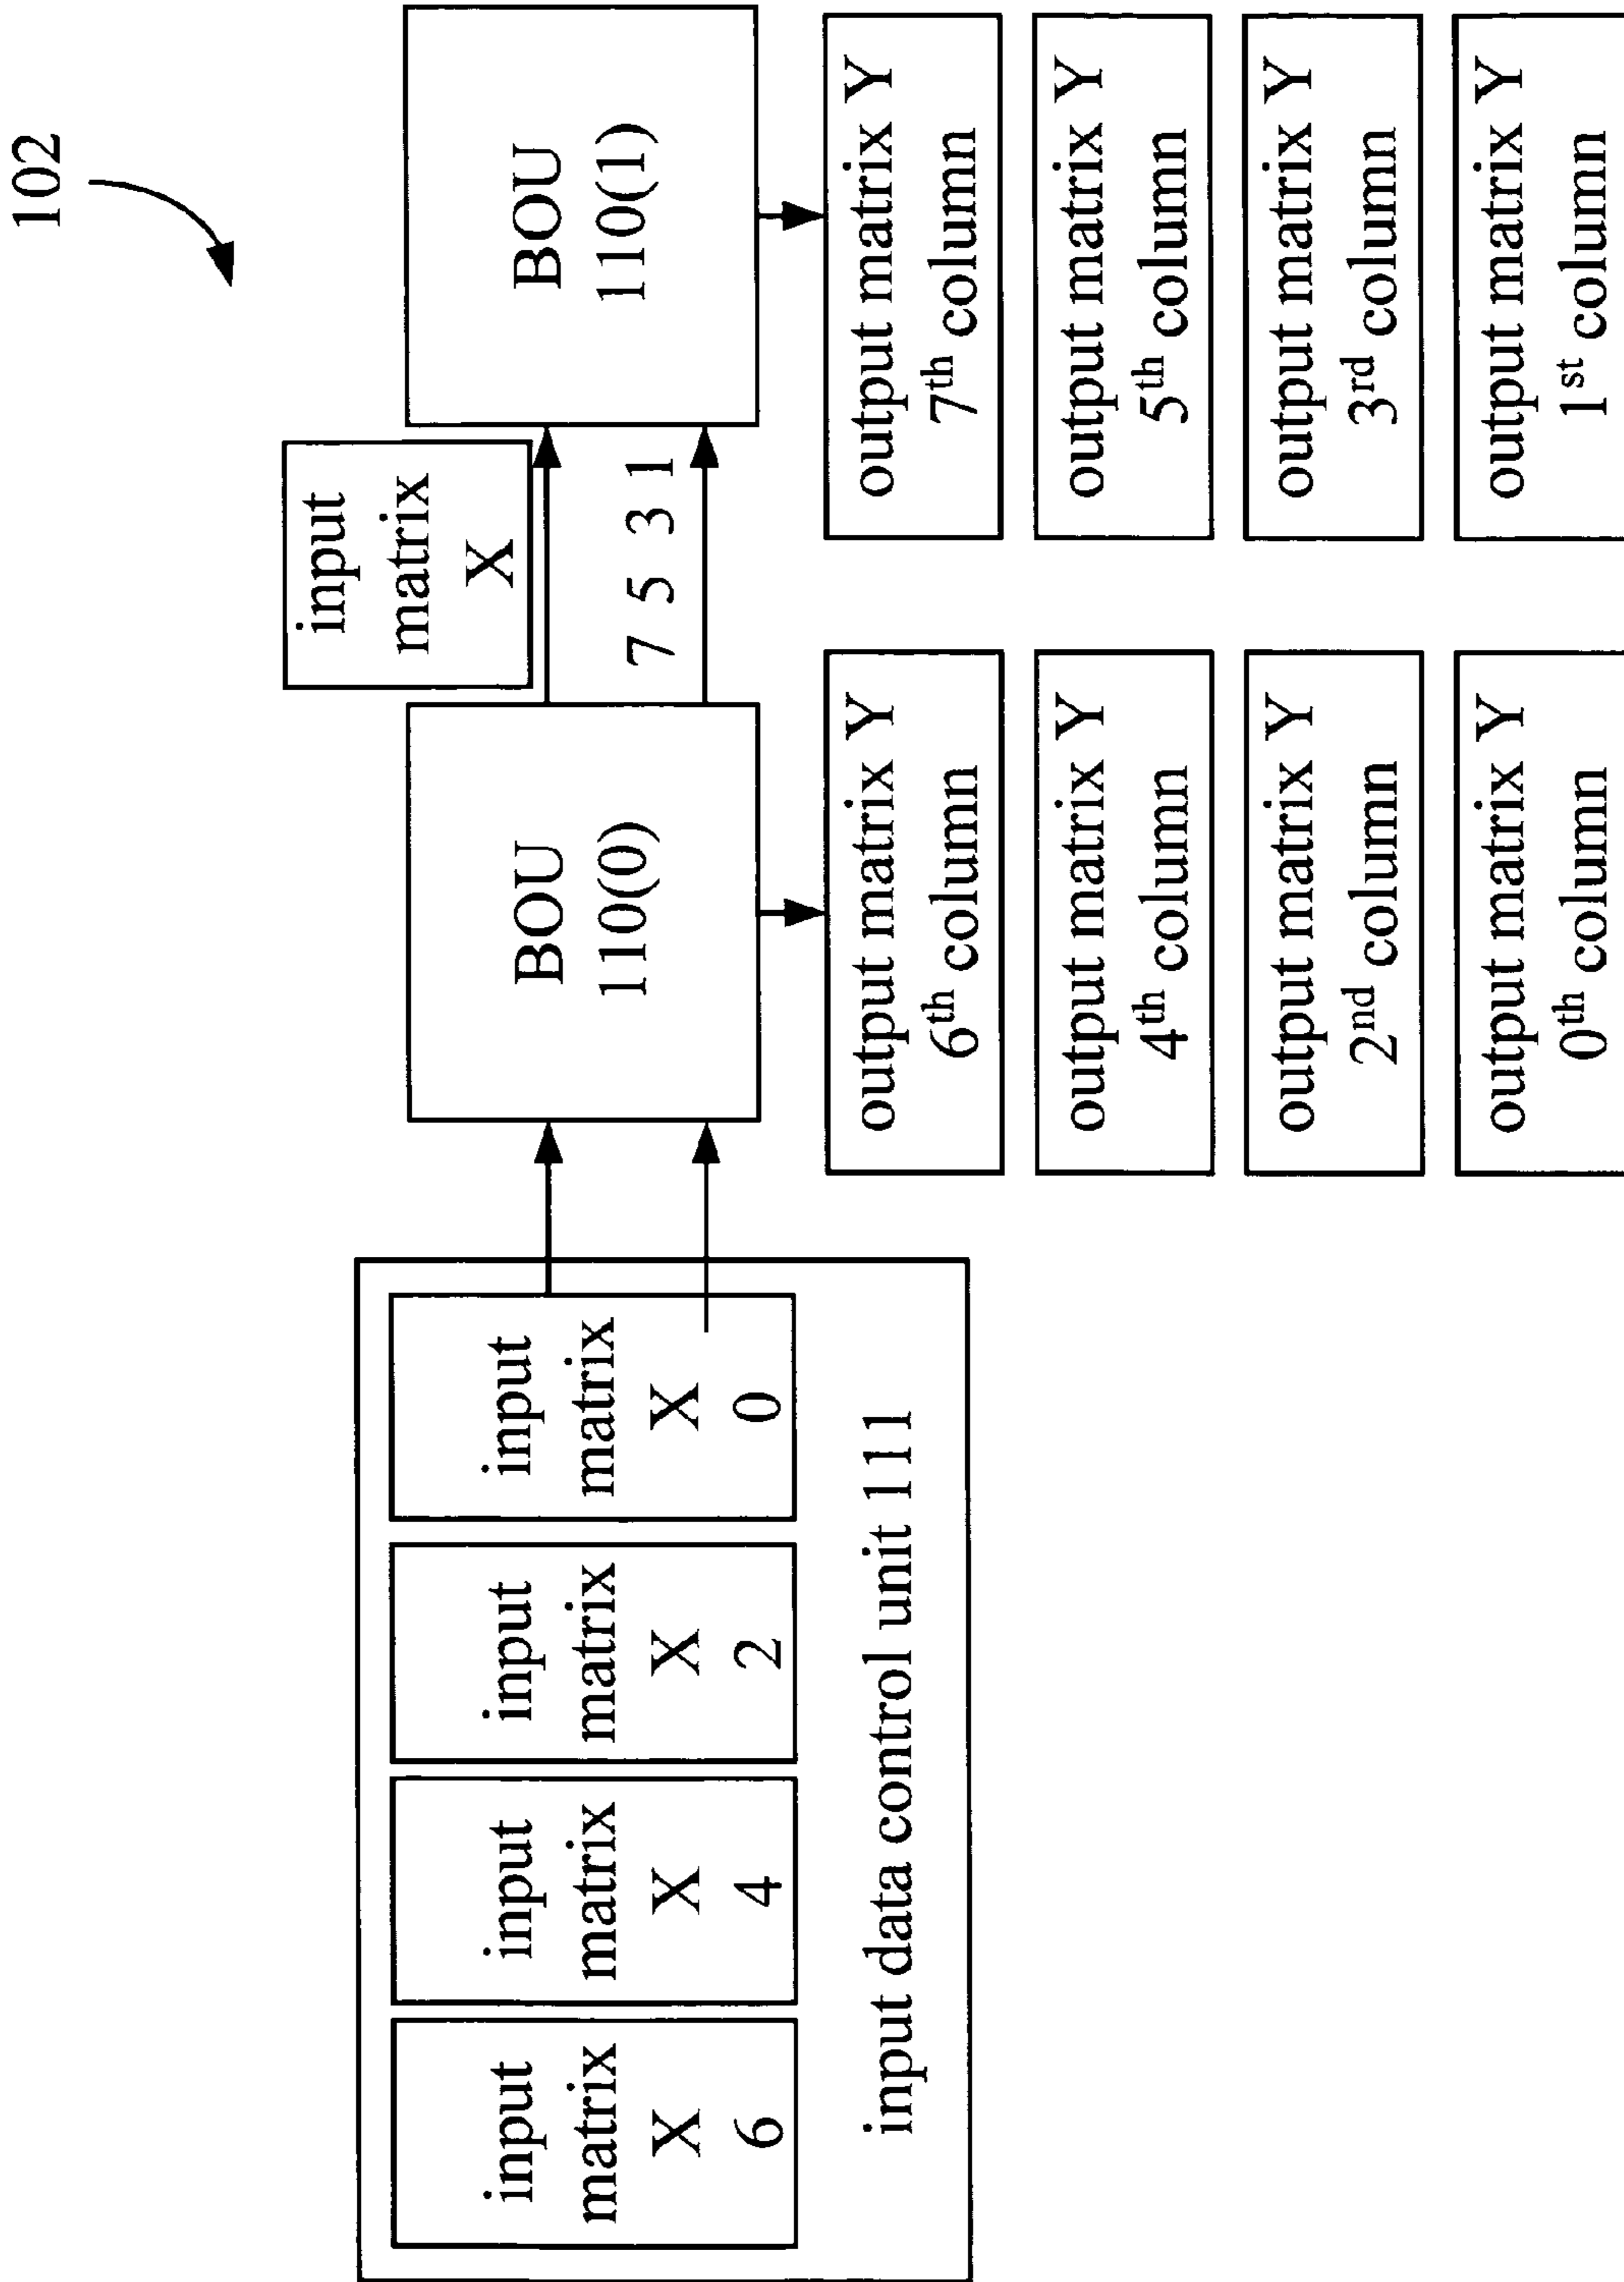 102
input
matrix
X
6
input
matrix
X
4
input
matrix
X
2
input
matrix
X
0
input data control unit 111
BOU
110(0)
input
matrix
X
7 5 3 1
BOU
110(1)
output matrix Y
6th column
output matrix Y
4th column
output matrix Y
2nd column
output matrix Y
0th column
output matrix Y
7th column
output matrix Y
5th column
output matrix Y
3rd column
output matrix Y
1st column